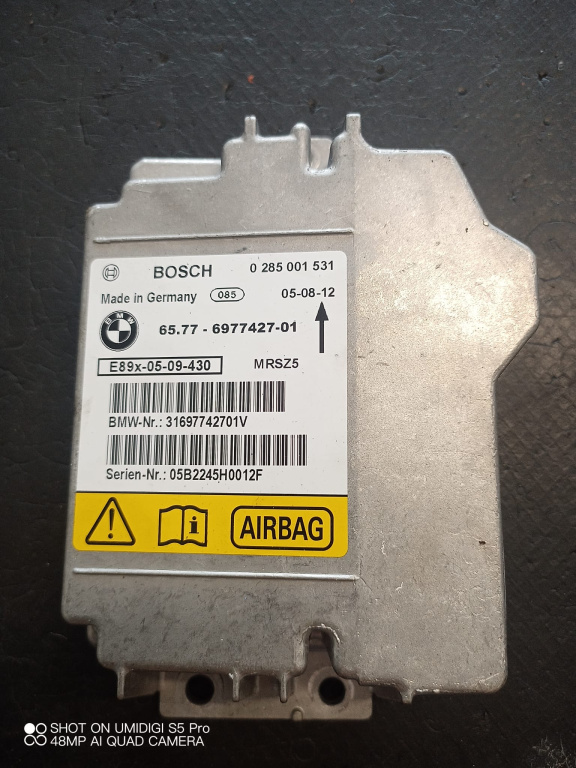 BOSCH 0 285 001 531
Made in Germany 085 05-08-12
BMW 65.77 - 6977427-01
E89x-05-09-430 MRSZ5
BMW-Nr.: 31697742701V
Serien-Nr.: 05B2245H0012F
i AIRBAG
SHOT ON UMIDIGI S5 Pro
48MP AI QUAD CAMERA